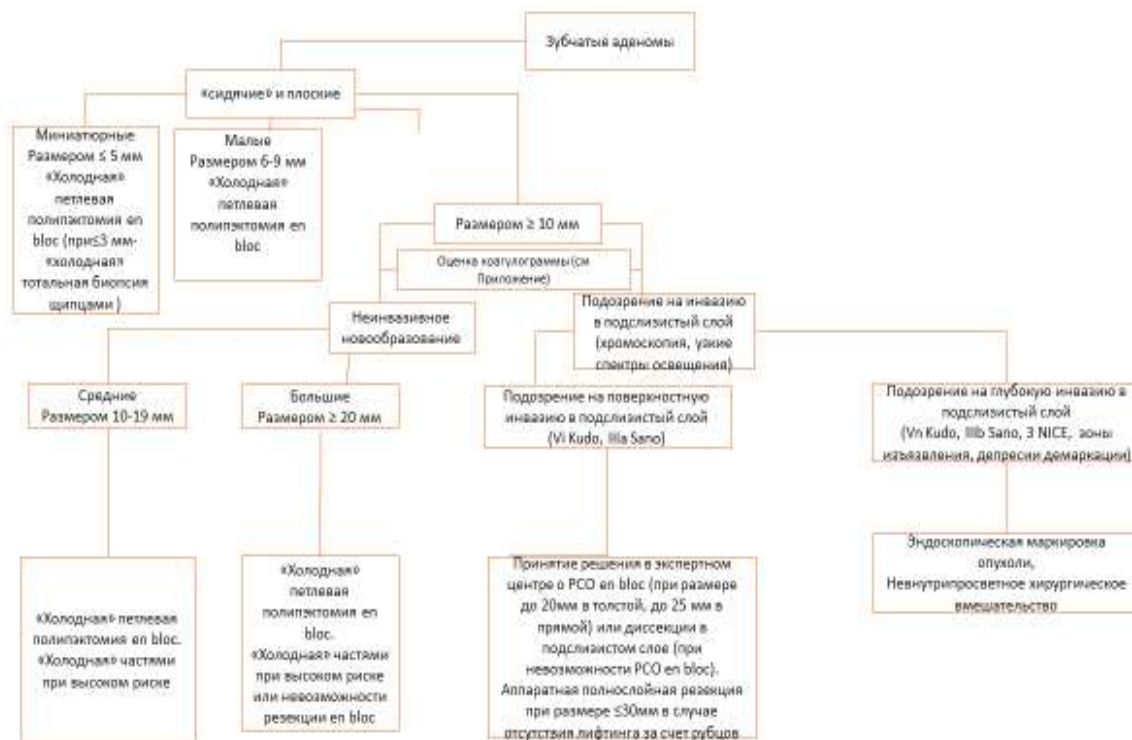 Зубчатые аденомы
«сидячие» и плоские
Миниатюрные
Размером ≤ 5 мм
«Холодная»
петлевая
полипэктомия en
bloc (при≤3 мм-
«холодная»
тотальная биопсия
щипцами )
Малые
Размером 6-9 мм
«Холодная»
петлевая
полипэктомия en
bloc
Размером ≥ 10 мм
Оценка коагулограммы (см
Приложение)
Неинвазивное
новообразование
Подозрение на инвазию
в подслизистый слой
(хромоскопия, узкие
спектры освещения)
Средние
Размером 10-19 мм
Большие
Размером ≥ 20 мм
Подозрение на поверхностную
инвазию в подслизистый слой
(Vi Kudo, IIIa Sano)
Подозрение на глубокую инвазию в
подслизистый слой
(Vn Kudo, IIIb Sano, 3 NICE, зоны
изъязвления, депресии демаркации)
«Холодная» петлевая
полипэктомия en bloc.
«Холодная» частями
при высоком риске
«Холодная»
петлевая
полипэктомия en
bloc.
«Холодная» частями
при высоком риске
или невозможности
резекции en bloc
Принятие решения в экспертном
центре о РСО en bloc (при размере
до 20мм в толстой, до 25 мм в
прямой) или диссекции в
подслизистом слое (при
невозможности РСО en bloc).
Аппаратная полнослойная резекция
при размере ≤30мм в случае
отсутствия лифтинга за счет рубцов
Эндоскопическая маркировка
опухоли,
Невнутрипросветное хирургическое
вмешательство